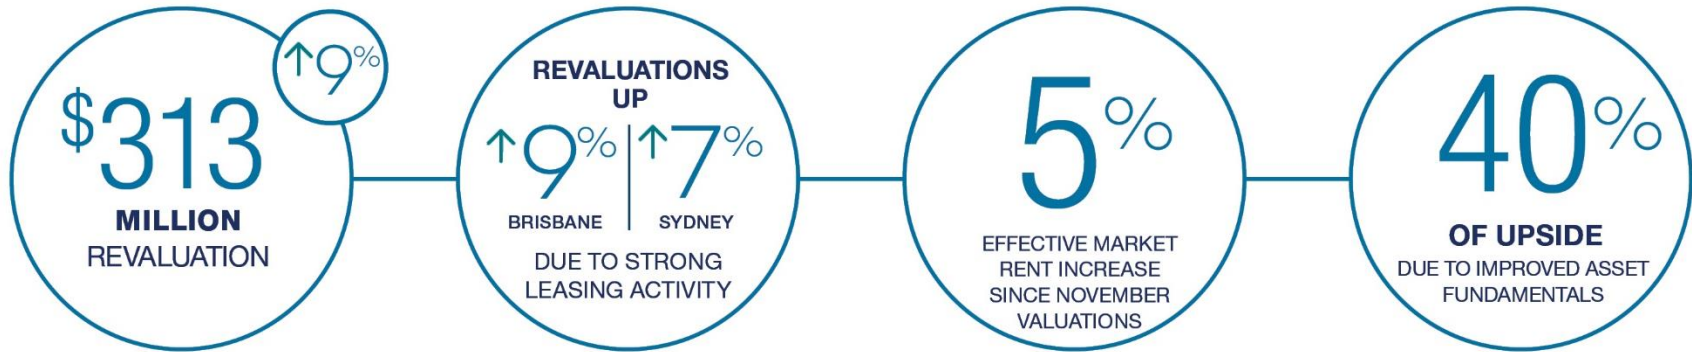 ↑9%
$313
MILLION
REVALUATION
REVALUATIONS
UP
↑9% ↑7%
BRISBANE SYDNEY
DUE TO STRONG
LEASING ACTIVITY
5%
EFFECTIVE MARKET
RENT INCREASE
SINCE NOVEMBER
VALUATIONS
40%
OF UPSIDE
DUE TO IMPROVED ASSET
FUNDAMENTALS